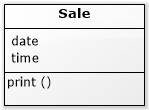 Sale
date
time
print ()